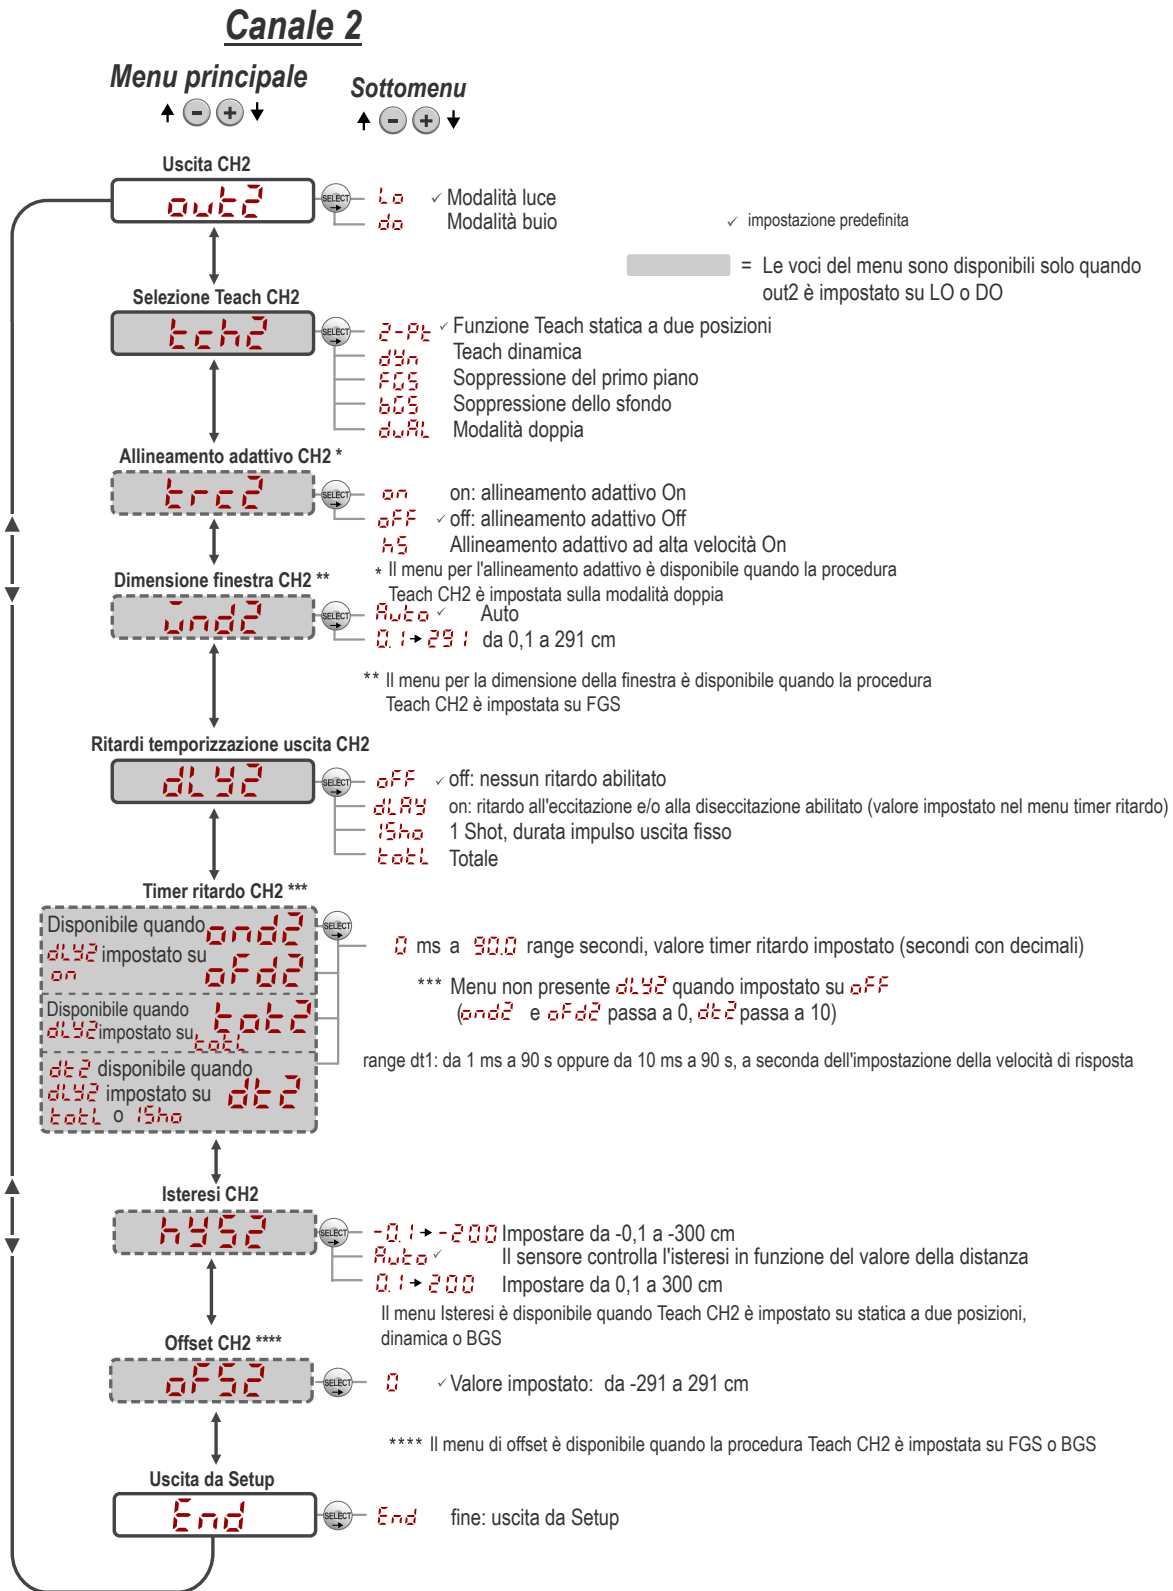 Canale 2
Menu principale
Sottomenu
- +
- +
Uscita CH2
out2
SELECT
Lo ✓ Modalità luce
do Modalità buio
✓ impostazione predefinita
= Le voci del menu sono disponibili solo quando
out2 è impostato su LO o DO
Selezione Teach CH2
tch2
SELECT
2-Pt ✓ Funzione Teach statica a due posizioni
dyn Teach dinamica
FGS Soppressione del primo piano
bGS Soppressione dello sfondo
duAL Modalità doppia
Allineamento adattivo CH2 *
trc2
SELECT
on on: allineamento adattivo On
oFF ✓ off: allineamento adattivo Off
hS Allineamento adattivo ad alta velocità On
* Il menu per l'allineamento adattivo è disponibile quando la procedura
Teach CH2 è impostata sulla modalità doppia
Dimensione finestra CH2 **
wnd2
SELECT
Auto ✓ Auto
0.1 → 291 da 0,1 a 291 cm
** Il menu per la dimensione della finestra è disponibile quando la procedura
Teach CH2 è impostata su FGS
Ritardi temporizzazione uscita CH2
dLY2
SELECT
oFF ✓ off: nessun ritardo abilitato
dLAY on: ritardo all'eccitazione e/o alla diseccitazione abilitato (valore impostato nel menu timer ritardo)
1Sho 1 Shot, durata impulso uscita fisso
totL Totale
Timer ritardo CH2 ***
Disponibile quando ond2
dLY2 impostato su oFd2
on
SELECT
Disponibile quando tot2
dLY2 impostato su
totL
dt2 disponibile quando
dLY2 impostato su dt2
totL o 1Sho
0 ms a 90.0 range secondi, valore timer ritardo impostato (secondi con decimali)
*** Menu non presente dLY2 quando impostato su oFF
(ond2 e oFd2 passa a 0, dt2 passa a 10)
range dt1: da 1 ms a 90 s oppure da 10 ms a 90 s, a seconda dell'impostazione della velocità di risposta
Isteresi CH2
hYS2
SELECT
-0.1 → -200 Impostare da -0,1 a -300 cm
Auto ✓ Il sensore controlla l'isteresi in funzione del valore della distanza
0.1 → 200 Impostare da 0,1 a 300 cm
Il menu Isteresi è disponibile quando Teach CH2 è impostato su statica a due posizioni,
dinamica o BGS
Offset CH2 ****
oFS2
SELECT
0 ✓ Valore impostato: da -291 a 291 cm
**** Il menu di offset è disponibile quando la procedura Teach CH2 è impostata su FGS o BGS
Uscita da Setup
End
SELECT
End fine: uscita da Setup